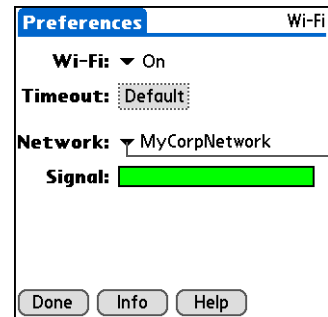 Preferences Wi-Fi
Wi-Fi: On
Timeout: Default
Network: MyCorpNetwork
Signal:
Done Info Help